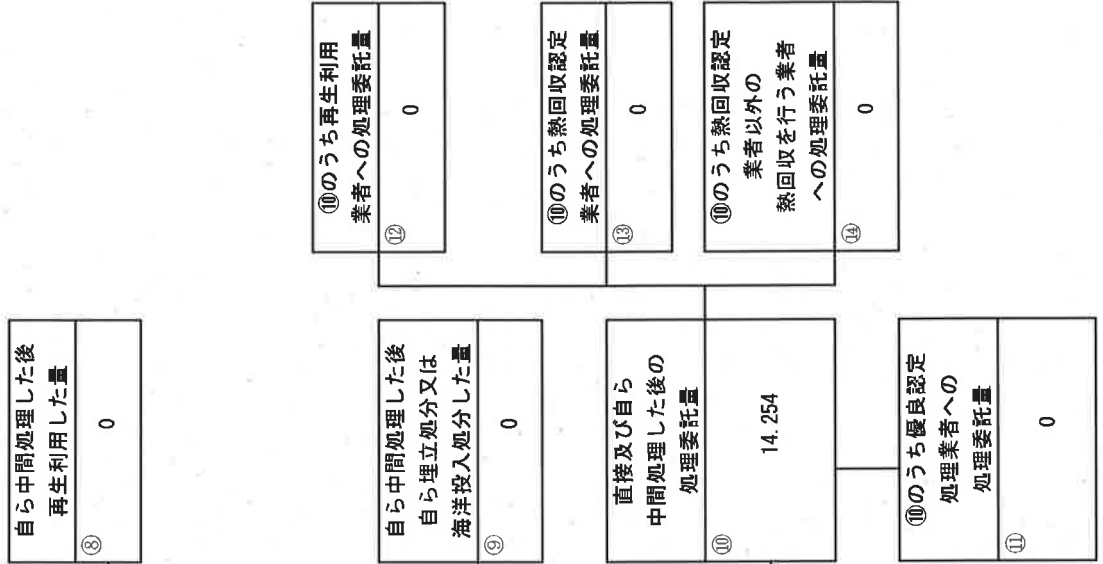 自ら中間処理した後
再生利用した量
⑧
0
自ら中間処理した後
自ら埋立処分又は
海洋投入処分した量
⑨
0
直接及び自ら
中間処理した後の
処理委託量
⑩
14.254
⑩のうち優良認定
処理業者への
処理委託量
⑪
0
⑩のうち再生利用
業者への処理委託量
⑫
0
⑩のうち熱回収認定
業者への処理委託量
⑬
0
⑩のうち熱回収認定
業者以外の
熱回収を行う業者
への処理委託量
⑭
0